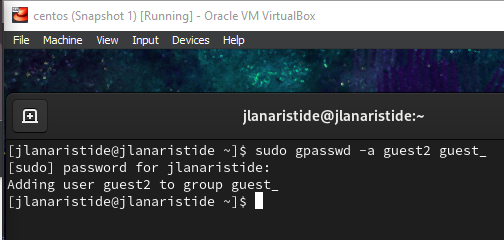 centos (Snapshot 1) [Running] - Oracle VM VirtualBox
File Machine View Input Devices Help
jlanaristide@jlanaristide:~
[jlanaristide@jlanaristide ~]$ sudo gpasswd -a guest2 guest_
[sudo] password for jlanaristide:
Adding user guest2 to group guest_
[jlanaristide@jlanaristide ~]$